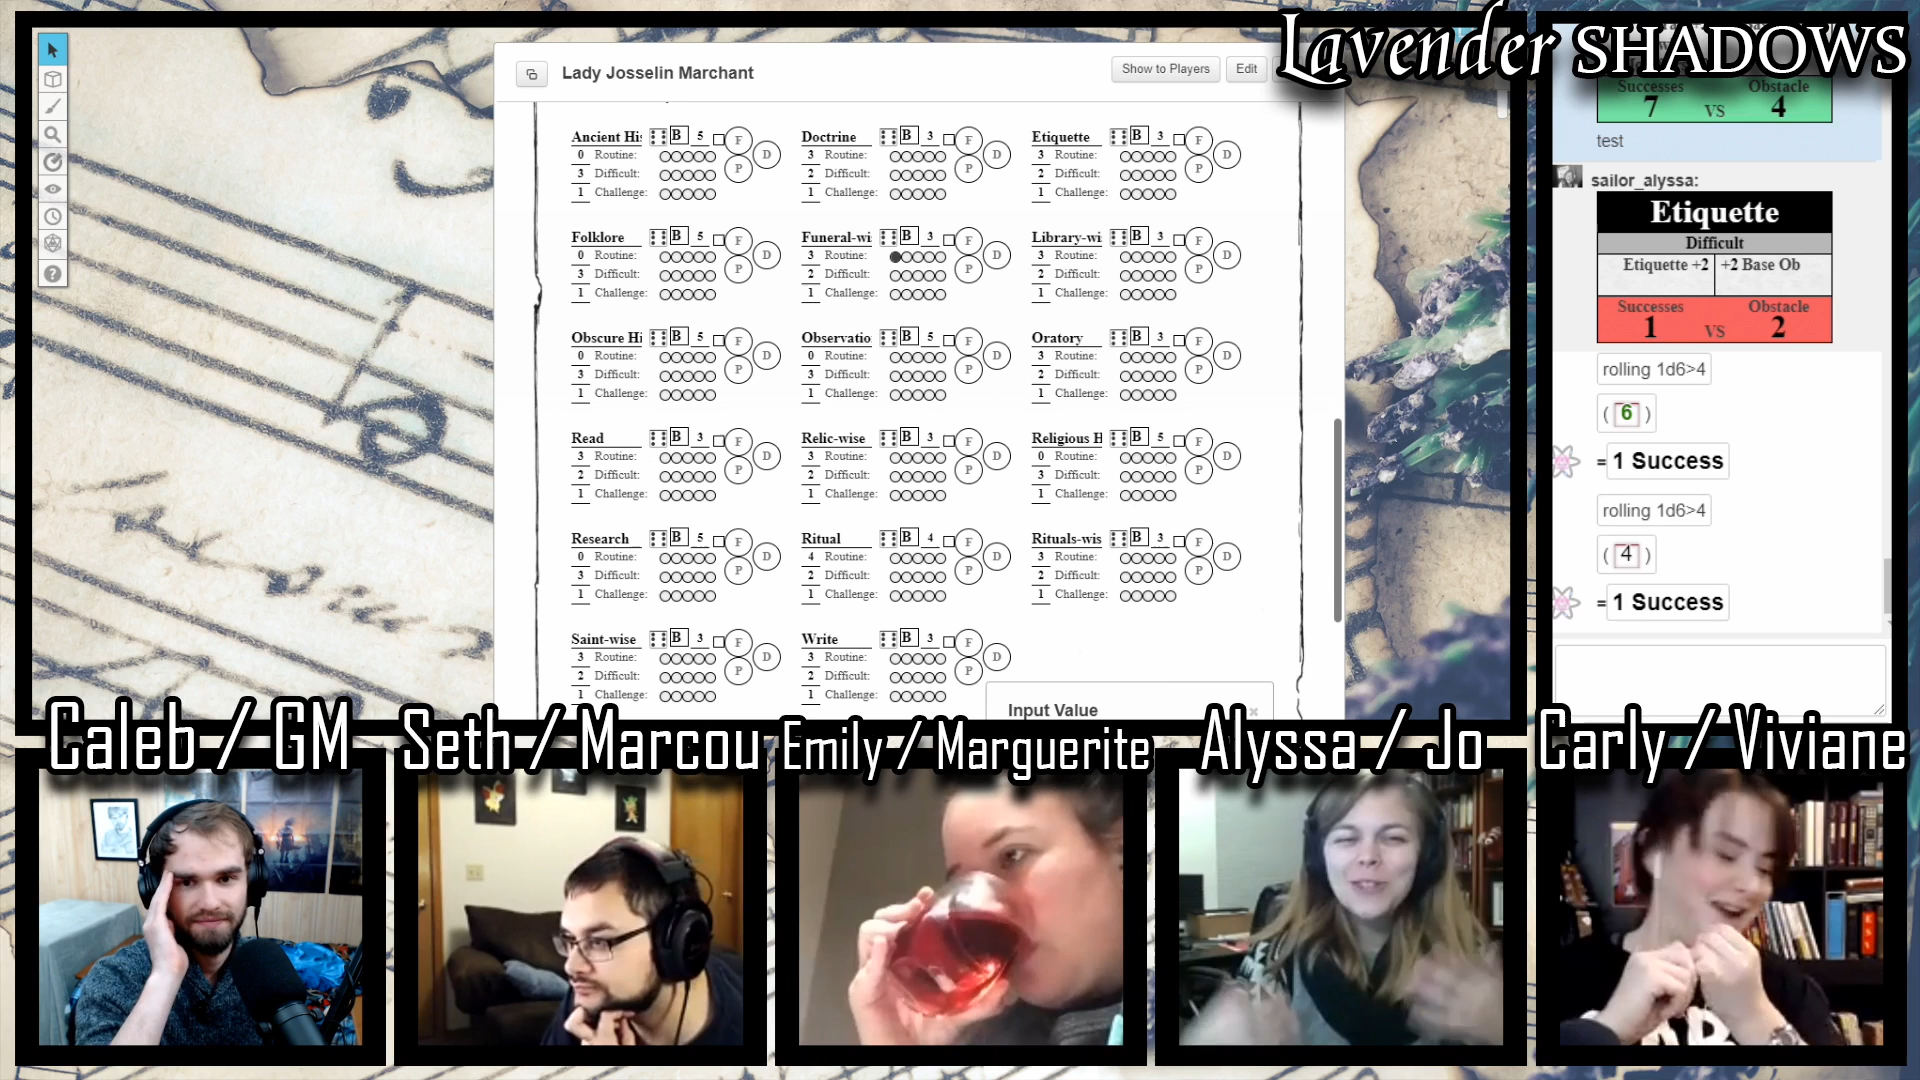 Lavender SHADOWS
Lady Josselin Marchant
Show to Players
Edit
Ancient His B 5 F D P
0 Routine:
3 Difficult:
1 Challenge:
Doctrine B 3 F D P
3 Routine:
2 Difficult:
1 Challenge:
Etiquette B 3 F D P
3 Routine:
2 Difficult:
1 Challenge:
Folklore B 5 F D P
0 Routine:
3 Difficult:
1 Challenge:
Funeral-wi B 3 F D P
3 Routine:
2 Difficult:
1 Challenge:
Library-wi B 3 F D P
3 Routine:
2 Difficult:
1 Challenge:
Obscure Hi B 5 F D P
0 Routine:
3 Difficult:
1 Challenge:
Observatio B 5 F D P
0 Routine:
3 Difficult:
1 Challenge:
Oratory B 3 F D P
3 Routine:
2 Difficult:
1 Challenge:
Read B 3 F D P
3 Routine:
2 Difficult:
1 Challenge:
Relic-wise B 3 F D P
3 Routine:
2 Difficult:
1 Challenge:
Religious H B 5 F D P
0 Routine:
3 Difficult:
1 Challenge:
Research B 5 F D P
0 Routine:
3 Difficult:
1 Challenge:
Ritual B 4 F D P
4 Routine:
2 Difficult:
1 Challenge:
Rituals-wis B 3 F D P
3 Routine:
2 Difficult:
1 Challenge:
Saint-wise B 3 F D P
3 Routine:
2 Difficult:
1 Challenge:
Write B 3 F D P
3 Routine:
2 Difficult:
1 Challenge:
Input Value
Successes Obstacle
7 VS 4
test
sailor_alyssa:
Etiquette
Difficult
Etiquette +2 +2 Base Ob
Successes Obstacle
1 VS 2
rolling 1d6>4
( 6 )
= 1 Success
rolling 1d6>4
( 4 )
= 1 Success
Caleb / GM
Seth / Marcou
Emily / Marguerite
Alyssa / Jo
Carly / Viviane